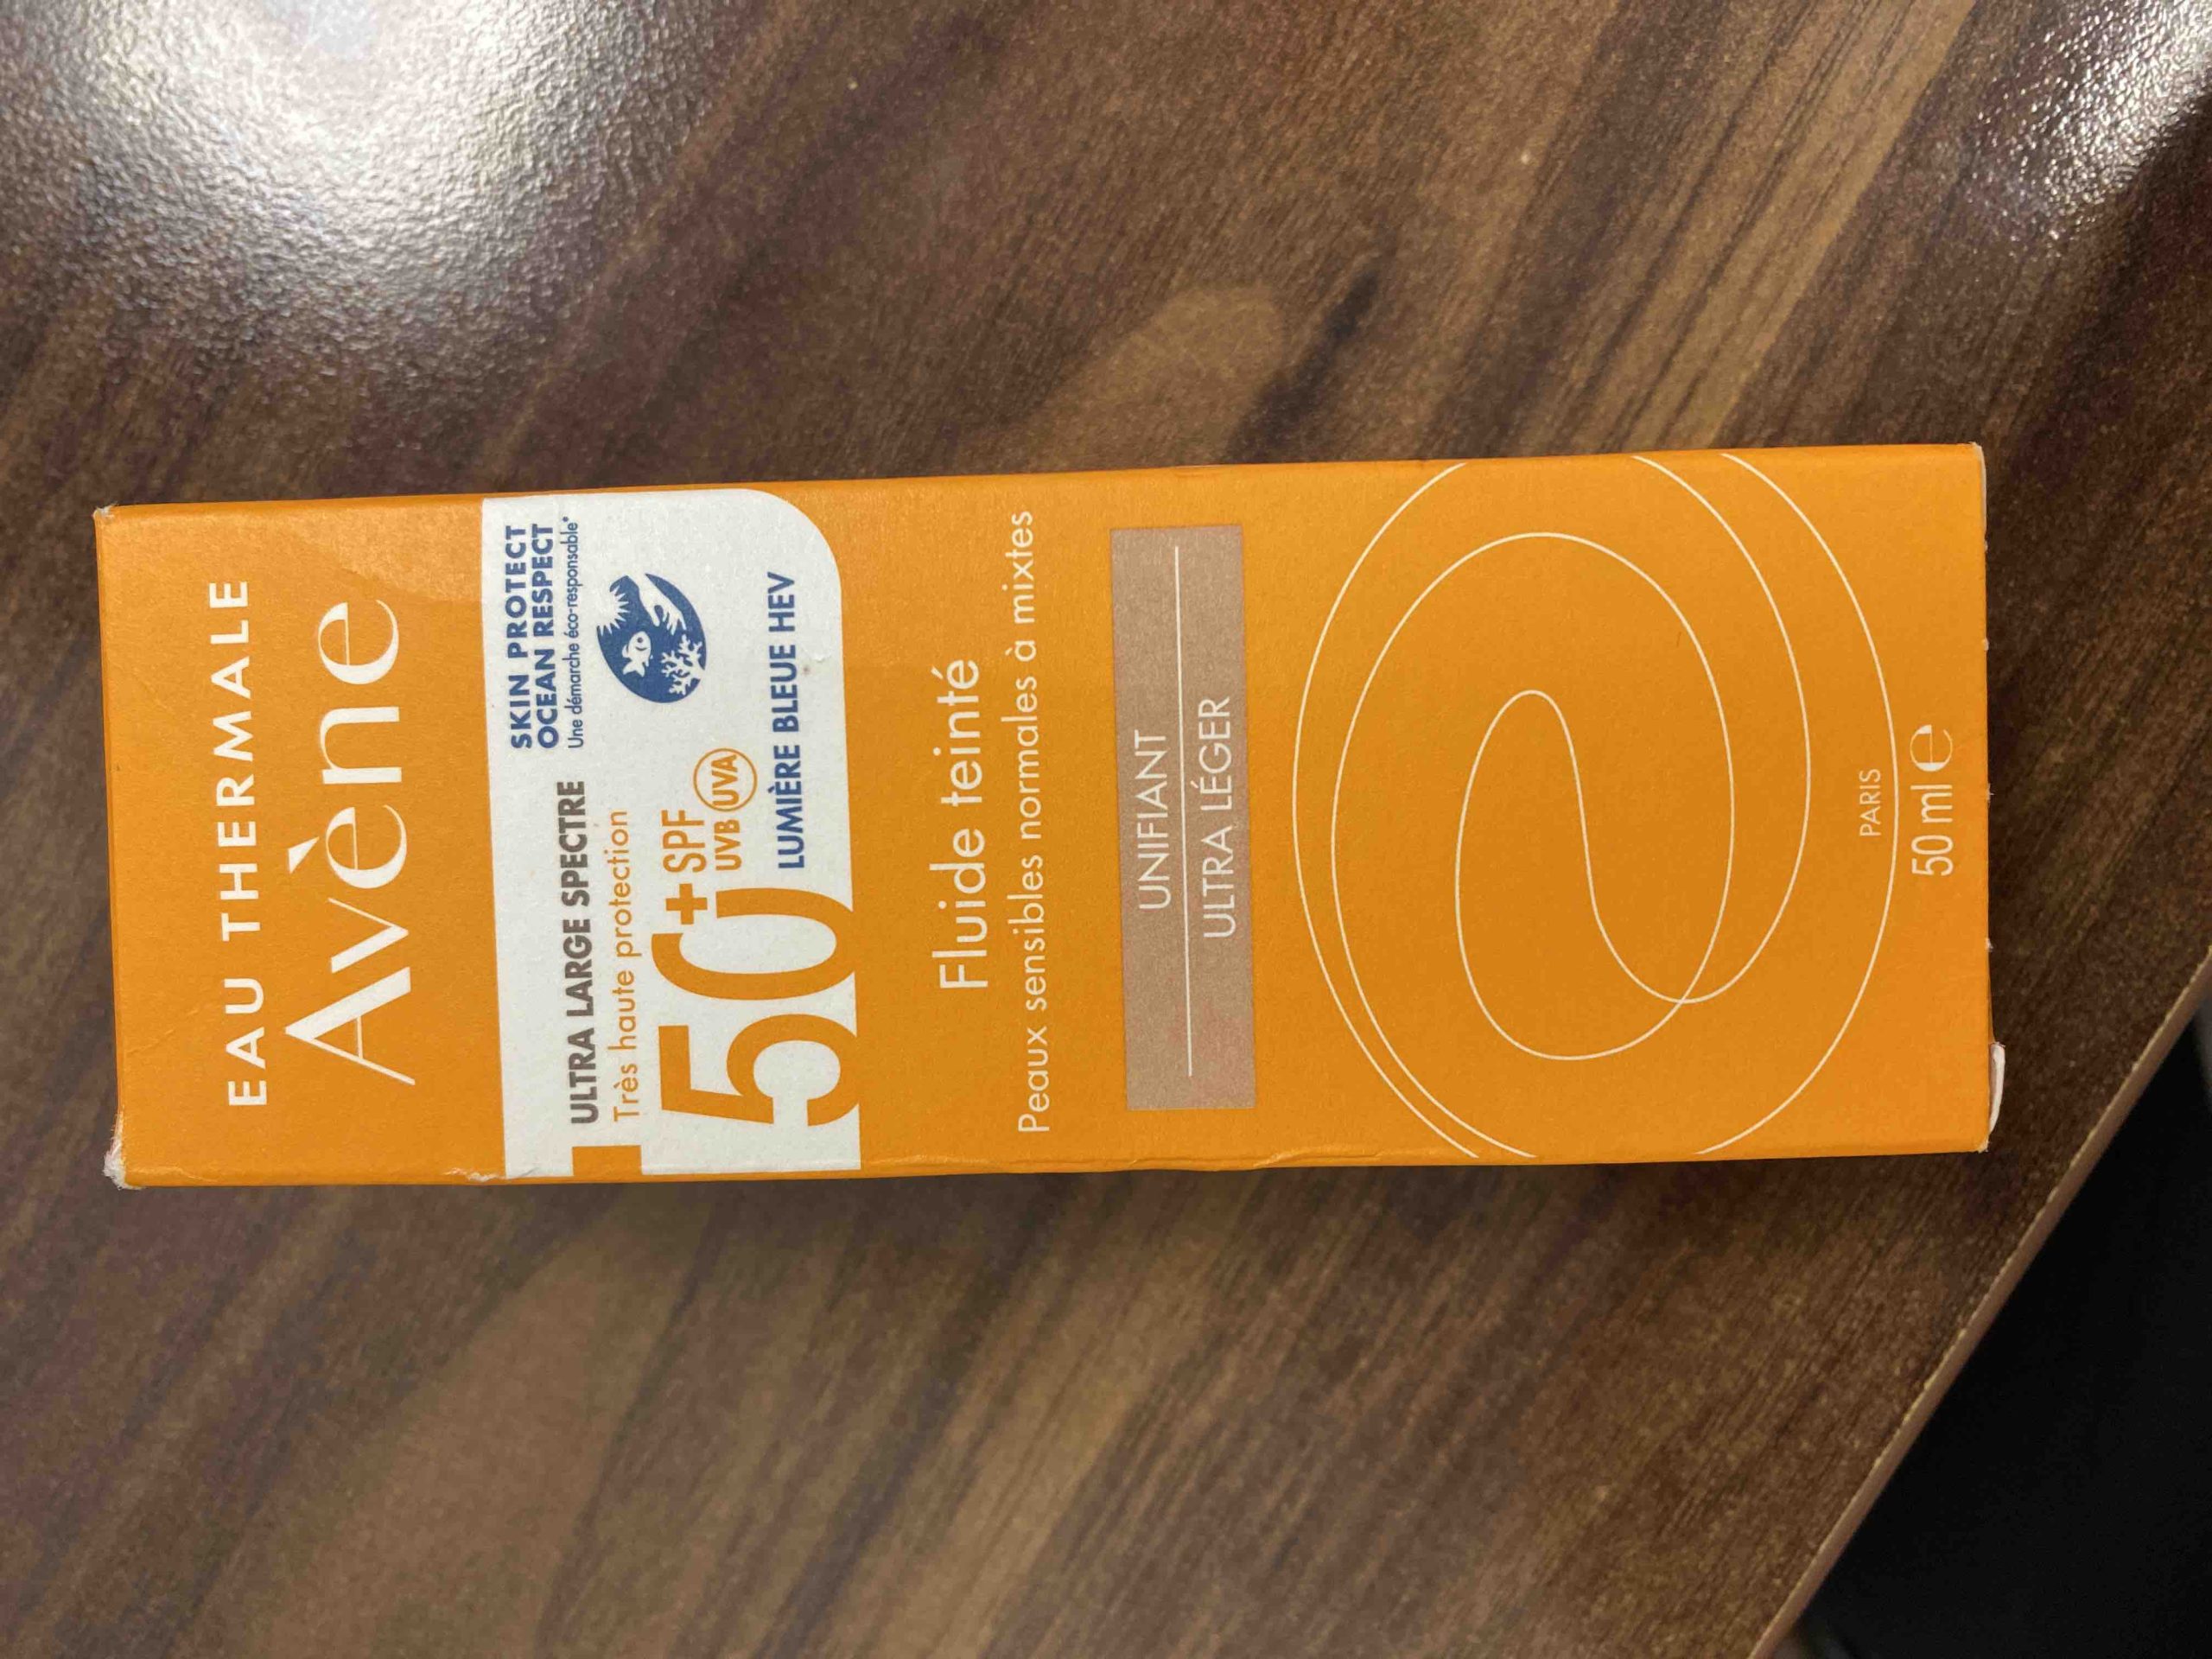 EAU THERMALE
Avène
SKIN PROTECT
OCEAN RESPECT
Une démarche éco-responsable*
ULTRA LARGE SPECTRE
Très haute protection
50+ SPF
UVB UVA
LUMIÈRE BLEUE HEV
Fluide teinté
Peaux sensibles normales à mixtes
UNIFIANT
ULTRA LÉGER
PARIS
50 ml e